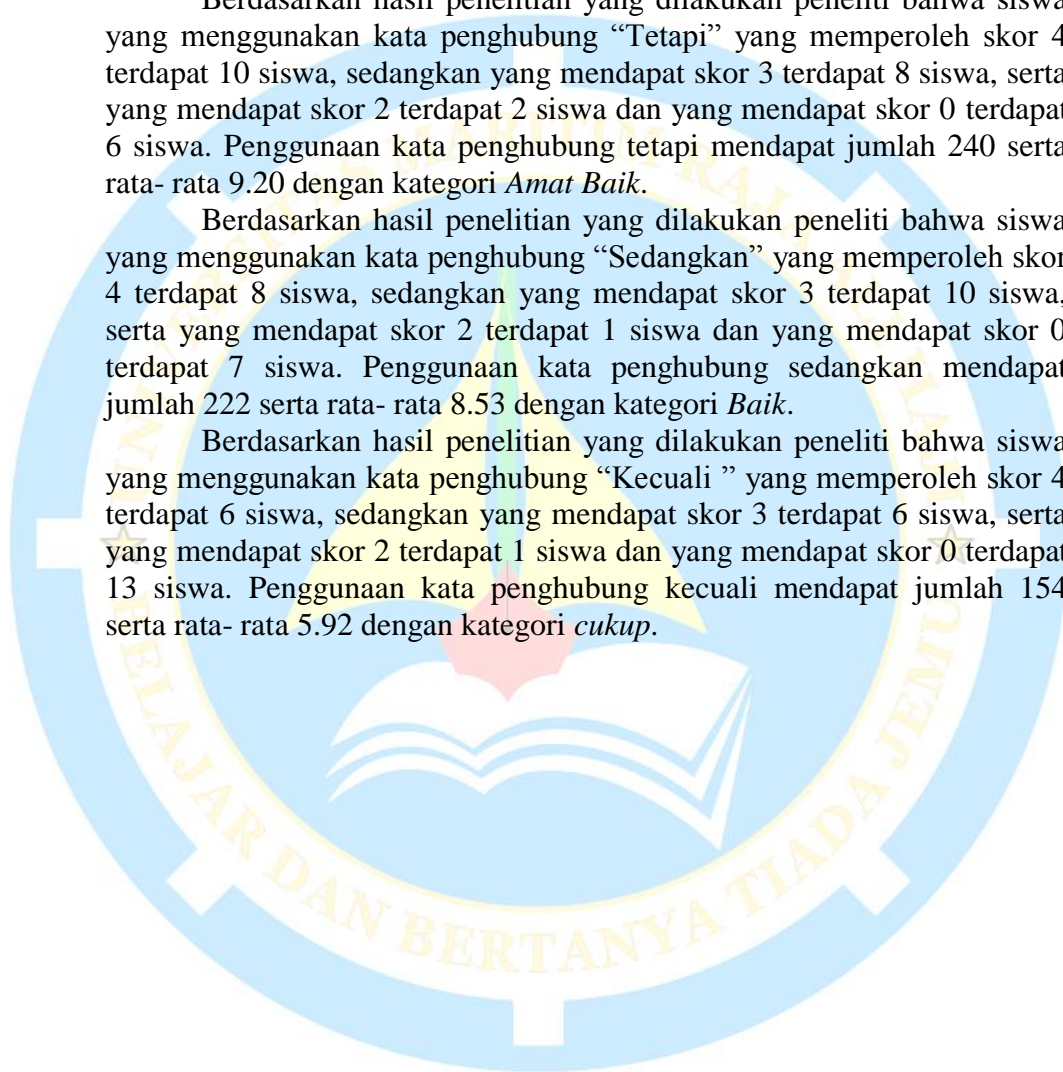 Berdasarkan hasil penelitian yang dilakukan peneliti bahwa siswa
yang menggunakan kata penghubung “Tetapi” yang memperoleh skor 4
terdapat 10 siswa, sedangkan yang mendapat skor 3 terdapat 8 siswa, serta
yang mendapat skor 2 terdapat 2 siswa dan yang mendapat skor 0 terdapat
6 siswa. Penggunaan kata penghubung tetapi mendapat jumlah 240 serta
rata- rata 9.20 dengan kategori Amat Baik.
Berdasarkan hasil penelitian yang dilakukan peneliti bahwa siswa
yang menggunakan kata penghubung “Sedangkan” yang memperoleh skor
4 terdapat 8 siswa, sedangkan yang mendapat skor 3 terdapat 10 siswa,
serta yang mendapat skor 2 terdapat 1 siswa dan yang mendapat skor 0
terdapat 7 siswa. Penggunaan kata penghubung sedangkan mendapat
jumlah 222 serta rata- rata 8.53 dengan kategori Baik.
Berdasarkan hasil penelitian yang dilakukan peneliti bahwa siswa
yang menggunakan kata penghubung “Kecuali ” yang memperoleh skor 4
terdapat 6 siswa, sedangkan yang mendapat skor 3 terdapat 6 siswa, serta
yang mendapat skor 2 terdapat 1 siswa dan yang mendapat skor 0 terdapat
13 siswa. Penggunaan kata penghubung kecuali mendapat jumlah 154
serta rata- rata 5.92 dengan kategori cukup.
BELAJAR DAN BERTANYA TIADA JEMU